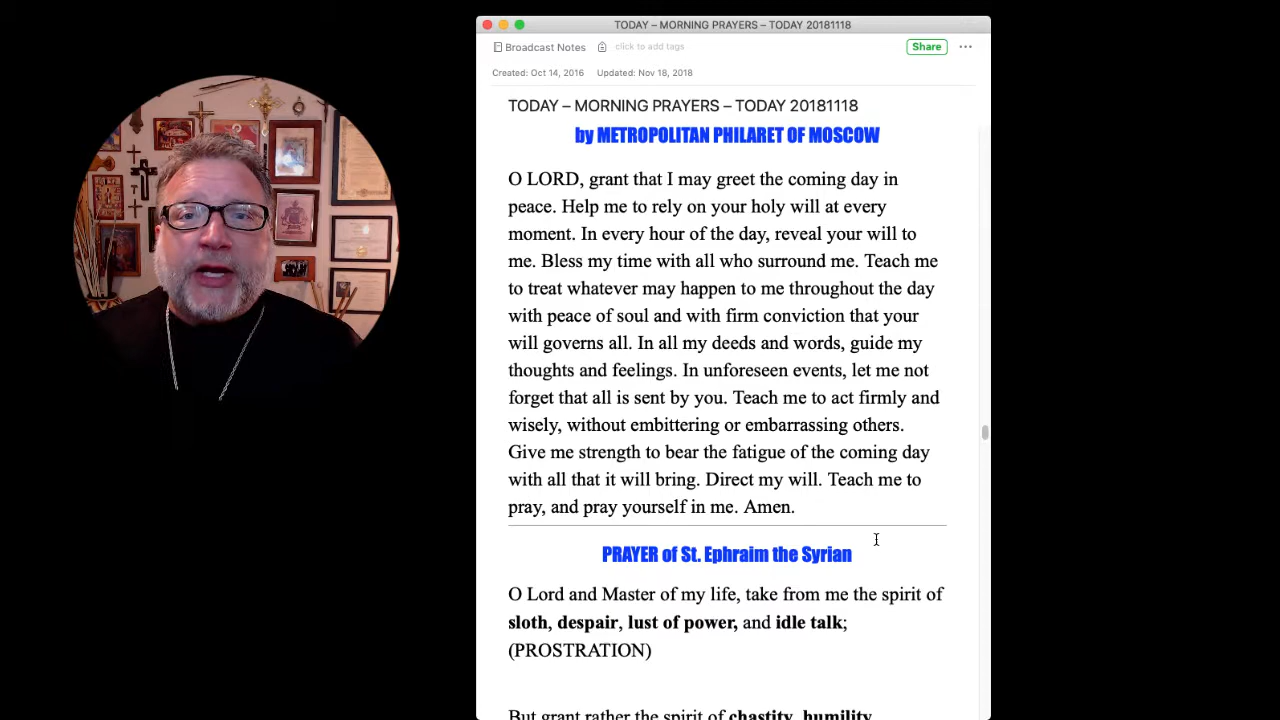 TODAY – MORNING PRAYERS – TODAY 20181118
Broadcast Notes
click to add tags
Share
Created: Oct 14, 2016
Updated: Nov 18, 2018
TODAY – MORNING PRAYERS – TODAY 20181118
by METROPOLITAN PHILARET OF MOSCOW
O LORD, grant that I may greet the coming day in
peace. Help me to rely on your holy will at every
moment. In every hour of the day, reveal your will to
me. Bless my time with all who surround me. Teach me
to treat whatever may happen to me throughout the day
with peace of soul and with firm conviction that your
will governs all. In all my deeds and words, guide my
thoughts and feelings. In unforeseen events, let me not
forget that all is sent by you. Teach me to act firmly and
wisely, without embittering or embarrassing others.
Give me strength to bear the fatigue of the coming day
with all that it will bring. Direct my will. Teach me to
pray, and pray yourself in me. Amen.
PRAYER of St. Ephraim the Syrian
O Lord and Master of my life, take from me the spirit of
sloth, despair, lust of power, and idle talk;
(PROSTRATION)
But grant rather the spirit of chastity, humility,